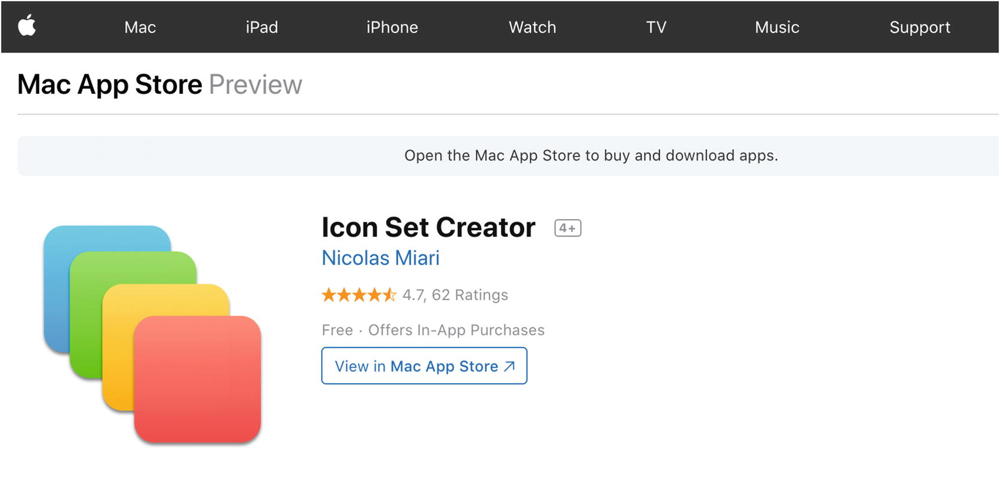 Mac iPad iPhone Watch TV Music Support
Mac App Store Preview
Open the Mac App Store to buy and download apps.
Icon Set Creator 4+
Nicolas Miari
4.7, 62 Ratings
Free · Offers In-App Purchases
View in Mac App Store ↗